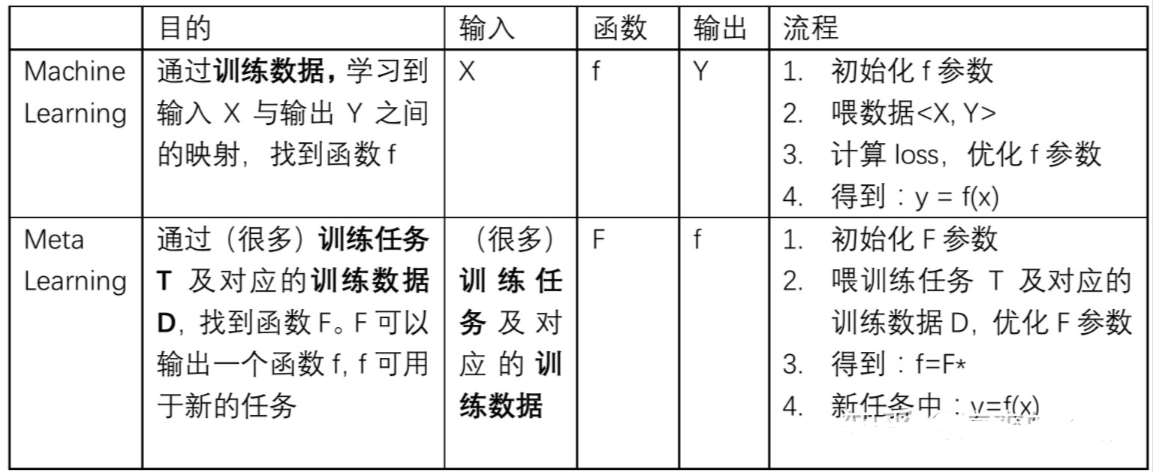 目的 输入 函数 输出 流程
Machine Learning
通过训练数据，学习到
输入 X 与输出 Y 之间
的映射，找到函数 f
X
f
Y
1. 初始化 f 参数
2. 喂数据<X, Y>
3. 计算 loss，优化 f 参数
4. 得到：y = f(x)
Meta Learning
通过（很多）训练任务
T 及对应的训练数据
D，找到函数 F。F 可以
输出一个函数 f, f 可用
于新的任务
（很多）
训练任
务及对
应的训
练数据
F
f
1. 初始化 F 参数
2. 喂训练任务 T 及对应的
训练数据 D，优化 F 参数
3. 得到：f=F*
4. 新任务中：y=f(x)